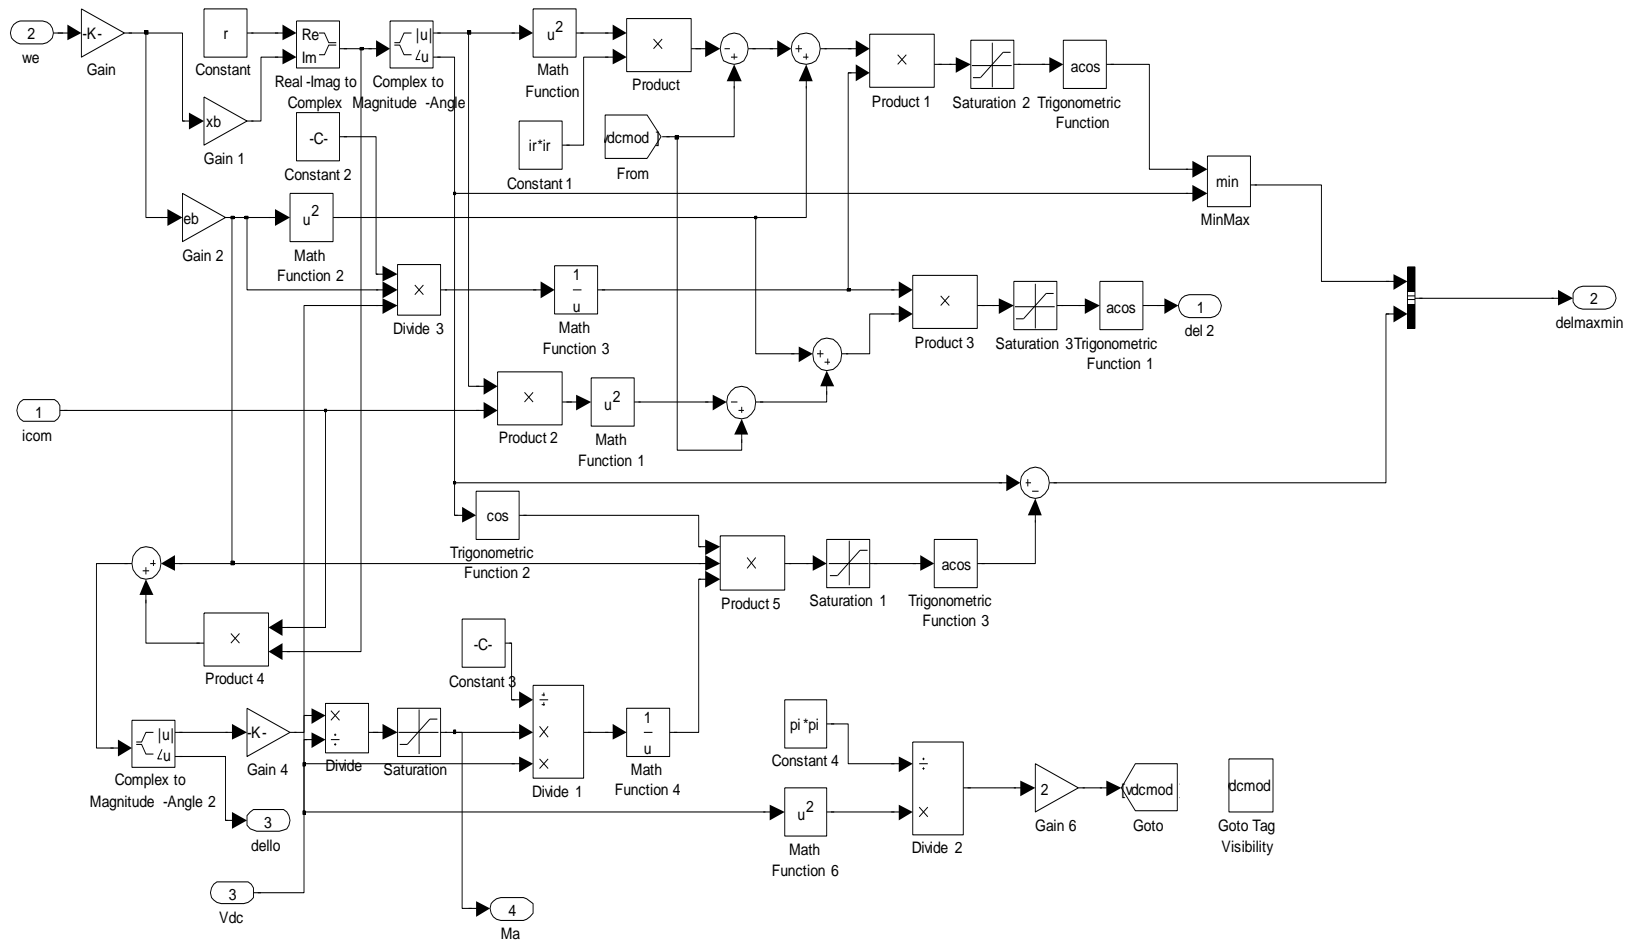 2
we
-K-
Gain
r
Constant
Re
Im
Real -Imag to
Complex
|u|
∠u
Complex to
Magnitude -Angle
u²
Math
Function
×
Product
−
+
+
+
×
Product 1
Saturation 2
acos
Trigonometric
Function
xb
Gain 1
-C-
Constant 2
ir*ir
Constant 1
From
min
MinMax
eb
Gain 2
u²
Math
Function 2
×
Divide 3
1
u
Math
Function 3
×
Product 3
Saturation 3
acos
Trigonometric
Function 1
1
del 2
2
delmaxmin
+
+
1
icom
×
Product 2
u²
Math
Function 1
−
+
+
−
cos
Trigonometric
Function 2
×
Product 5
Saturation 1
acos
Trigonometric
Function 3
+
+
×
Product 4
-C-
Constant 3
|u|
∠u
Complex to
Magnitude -Angle 2
-K-
Gain 4
×
÷
Divide
Saturation
÷
×
×
Divide 1
1
u
Math
Function 4
pi *pi
Constant 4
÷
×
Divide 2
2
Gain 6
[vdcmod
Goto
dcmod
Goto Tag
Visibility
3
dello
u²
Math
Function 6
3
Vdc
4
Ma